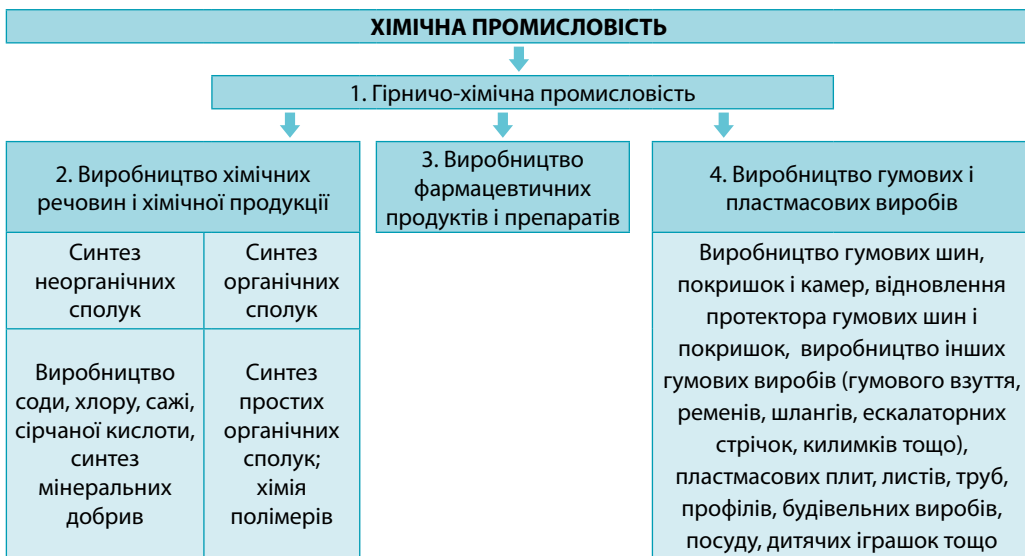 ХІМІЧНА ПРОМИСЛОВІСТЬ
1. Гірничо-хімічна промисловість
2. Виробництво хімічних
речовин і хімічної продукції
Синтез
неорганічних
сполук
Синтез
органічних
сполук
Виробництво
соди, хлору, сажі,
сірчаної кислоти,
синтез
мінеральних
добрив
Синтез
простих
органічних
сполук;
хімія
полімерів
3. Виробництво
фармацевтичних
продуктів і препаратів
4. Виробництво гумових і
пластмасових виробів
Виробництво гумових шин,
покришок і камер, відновлення
протектора гумових шин і
покришок, виробництво інших
гумових виробів (гумового взуття,
ременів, шлангів, ескалаторних
стрічок, килимків тощо),
пластмасових плит, листів, труб,
профілів, будівельних виробів,
посуду, дитячих іграшок тощо